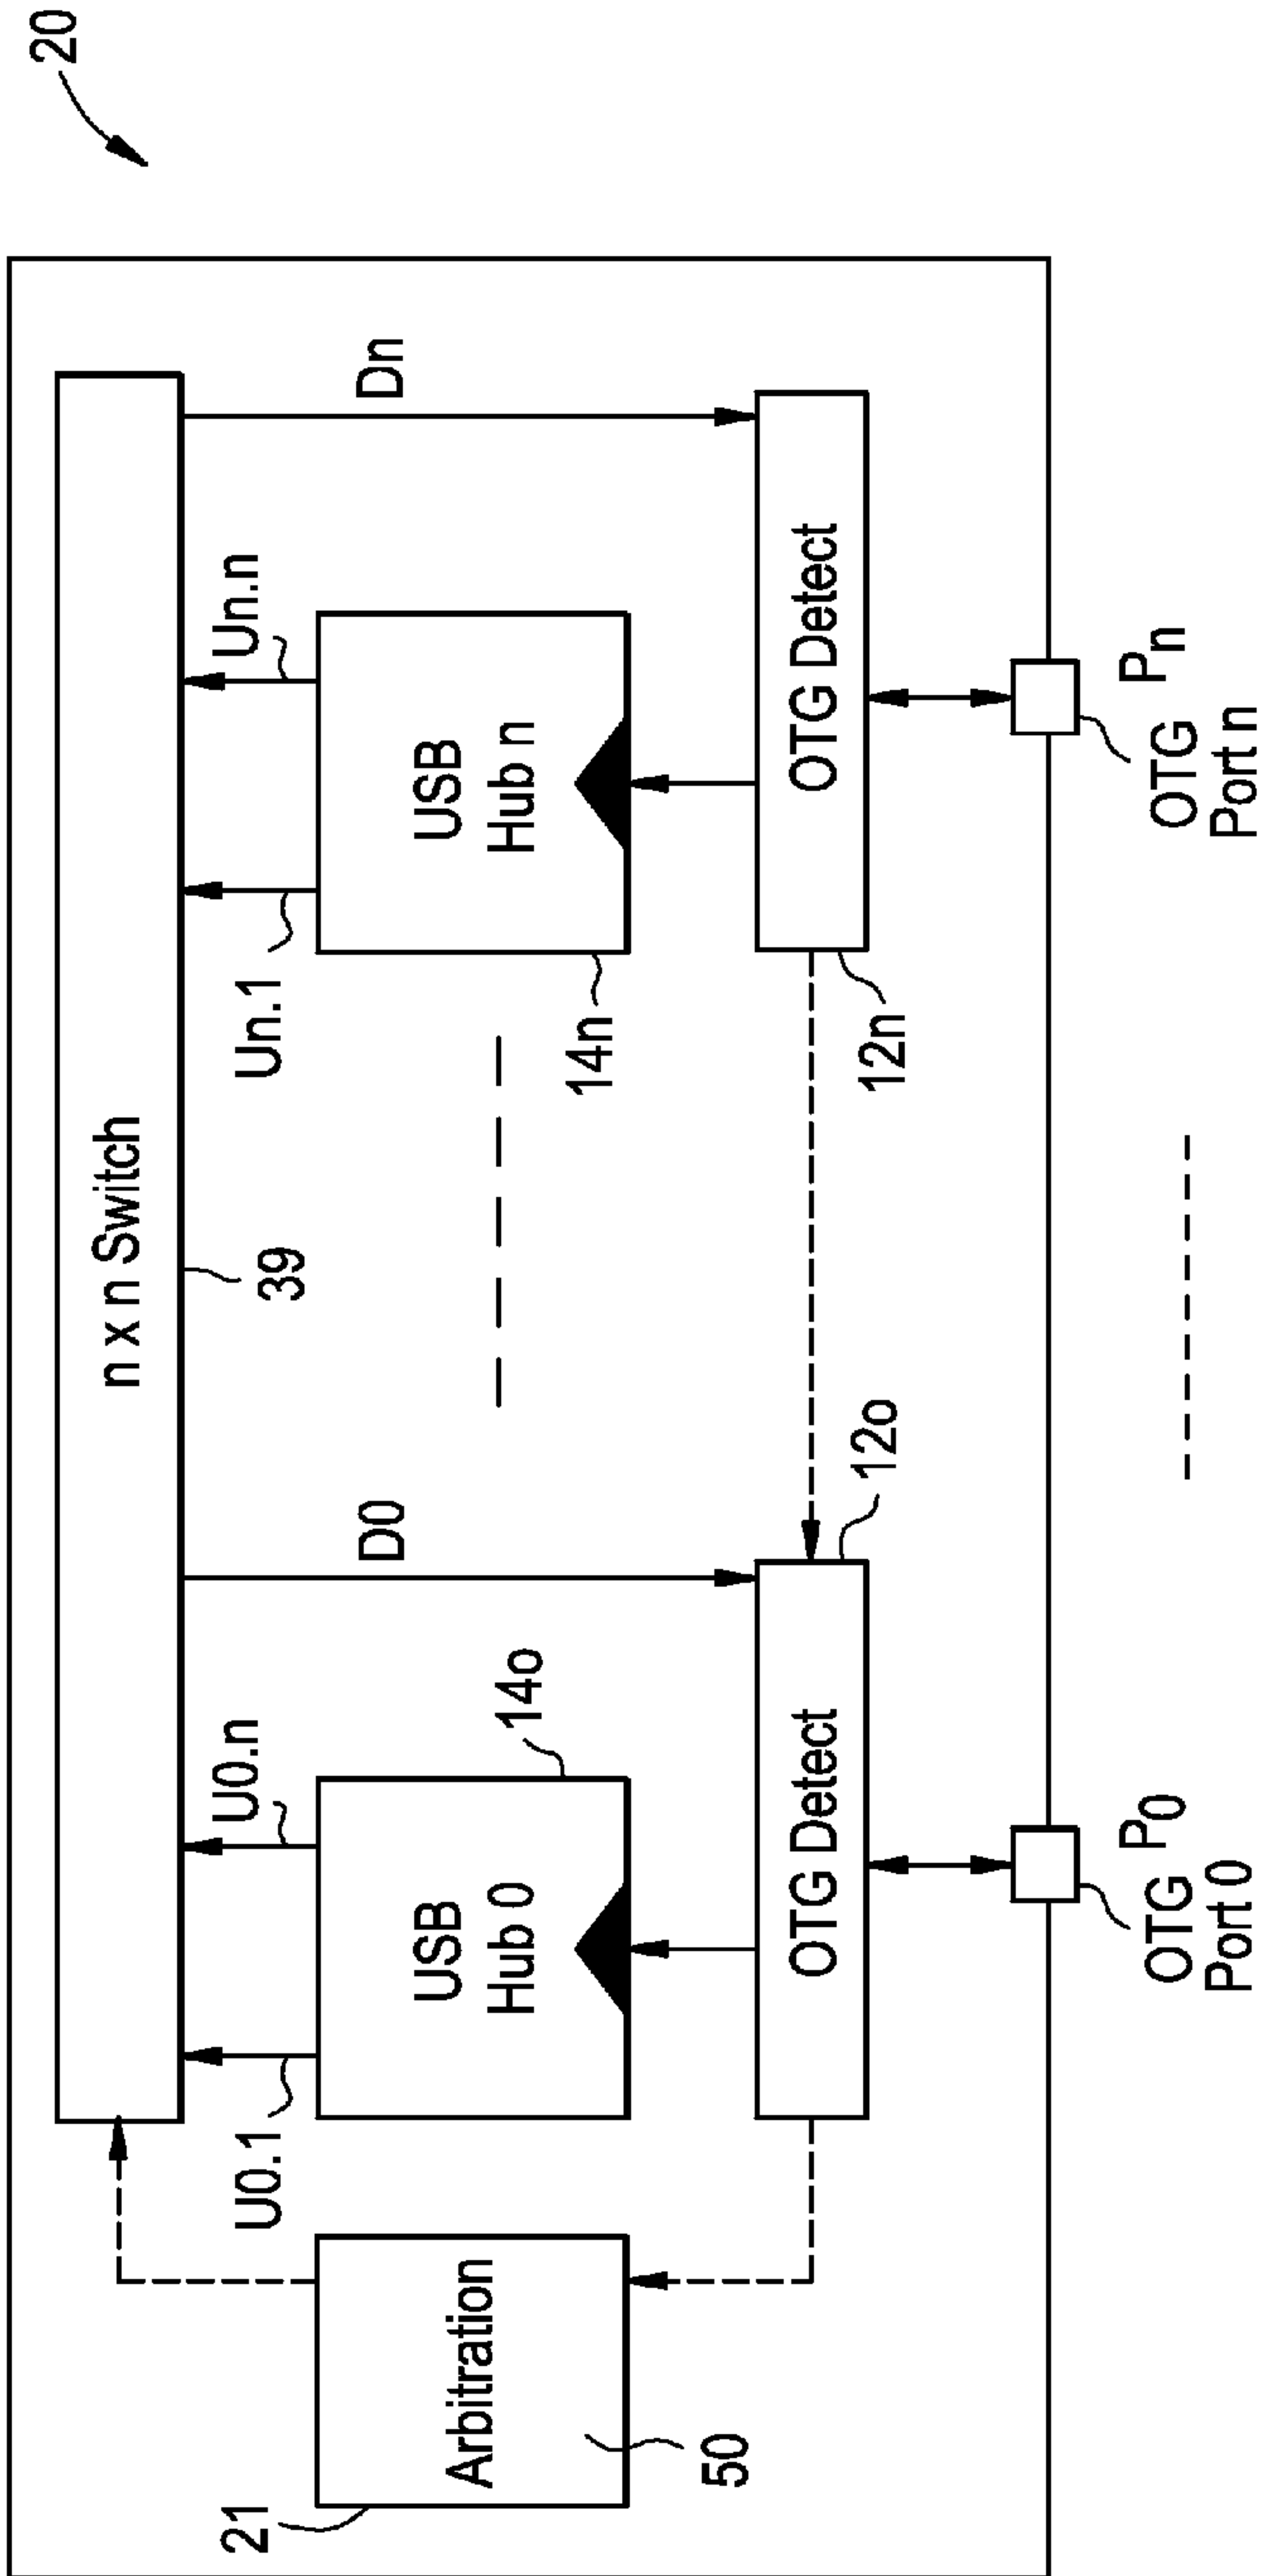 20
n x n Switch
39
U0.1
U0.n
D0
Un.1
Un.n
Dn
21
Arbitration
50
USB
Hub 0
14o
USB
Hub n
14n
OTG Detect
12o
OTG Detect
12n
OTG P0
Port 0
OTG Pn
Port n